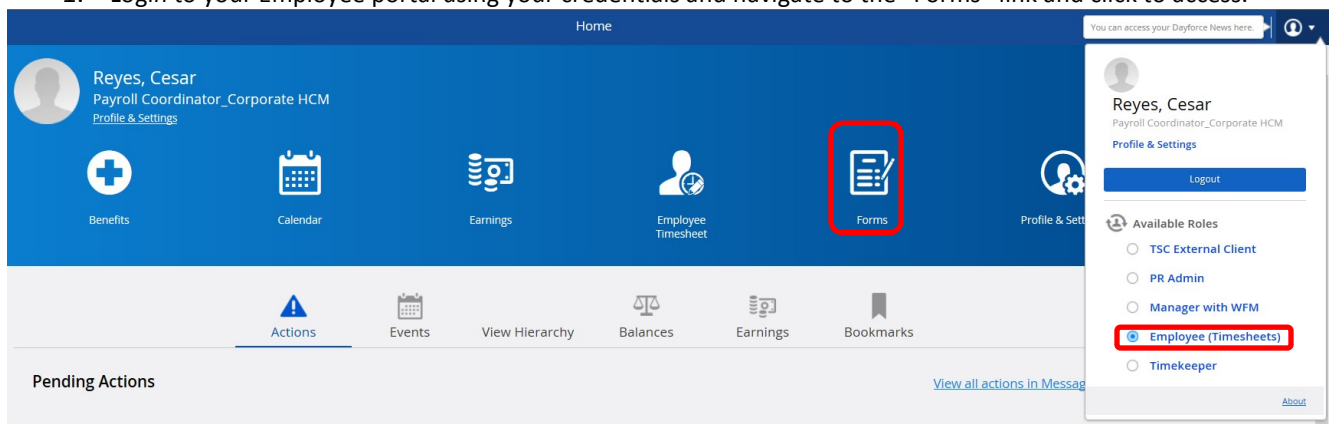 Login to your Employee portal using your credentials and navigate to the "Forms" link and click to access.
Home
You can access your Dayforce News here.
Reyes, Cesar
Payroll Coordinator_Corporate HCM
Profile & Settings
Benefits
Calendar
Earnings
Employee
Timesheet
Forms
Profile & Sett
Reyes, Cesar
Payroll Coordinator_Corporate HCM
Profile & Settings
Logout
Available Roles
TSC External Client
PR Admin
Manager with WFM
Employee (Timesheets)
Timekeeper
About
Actions
Events
View Hierarchy
Balances
Earnings
Bookmarks
Pending Actions
View all actions in Messag